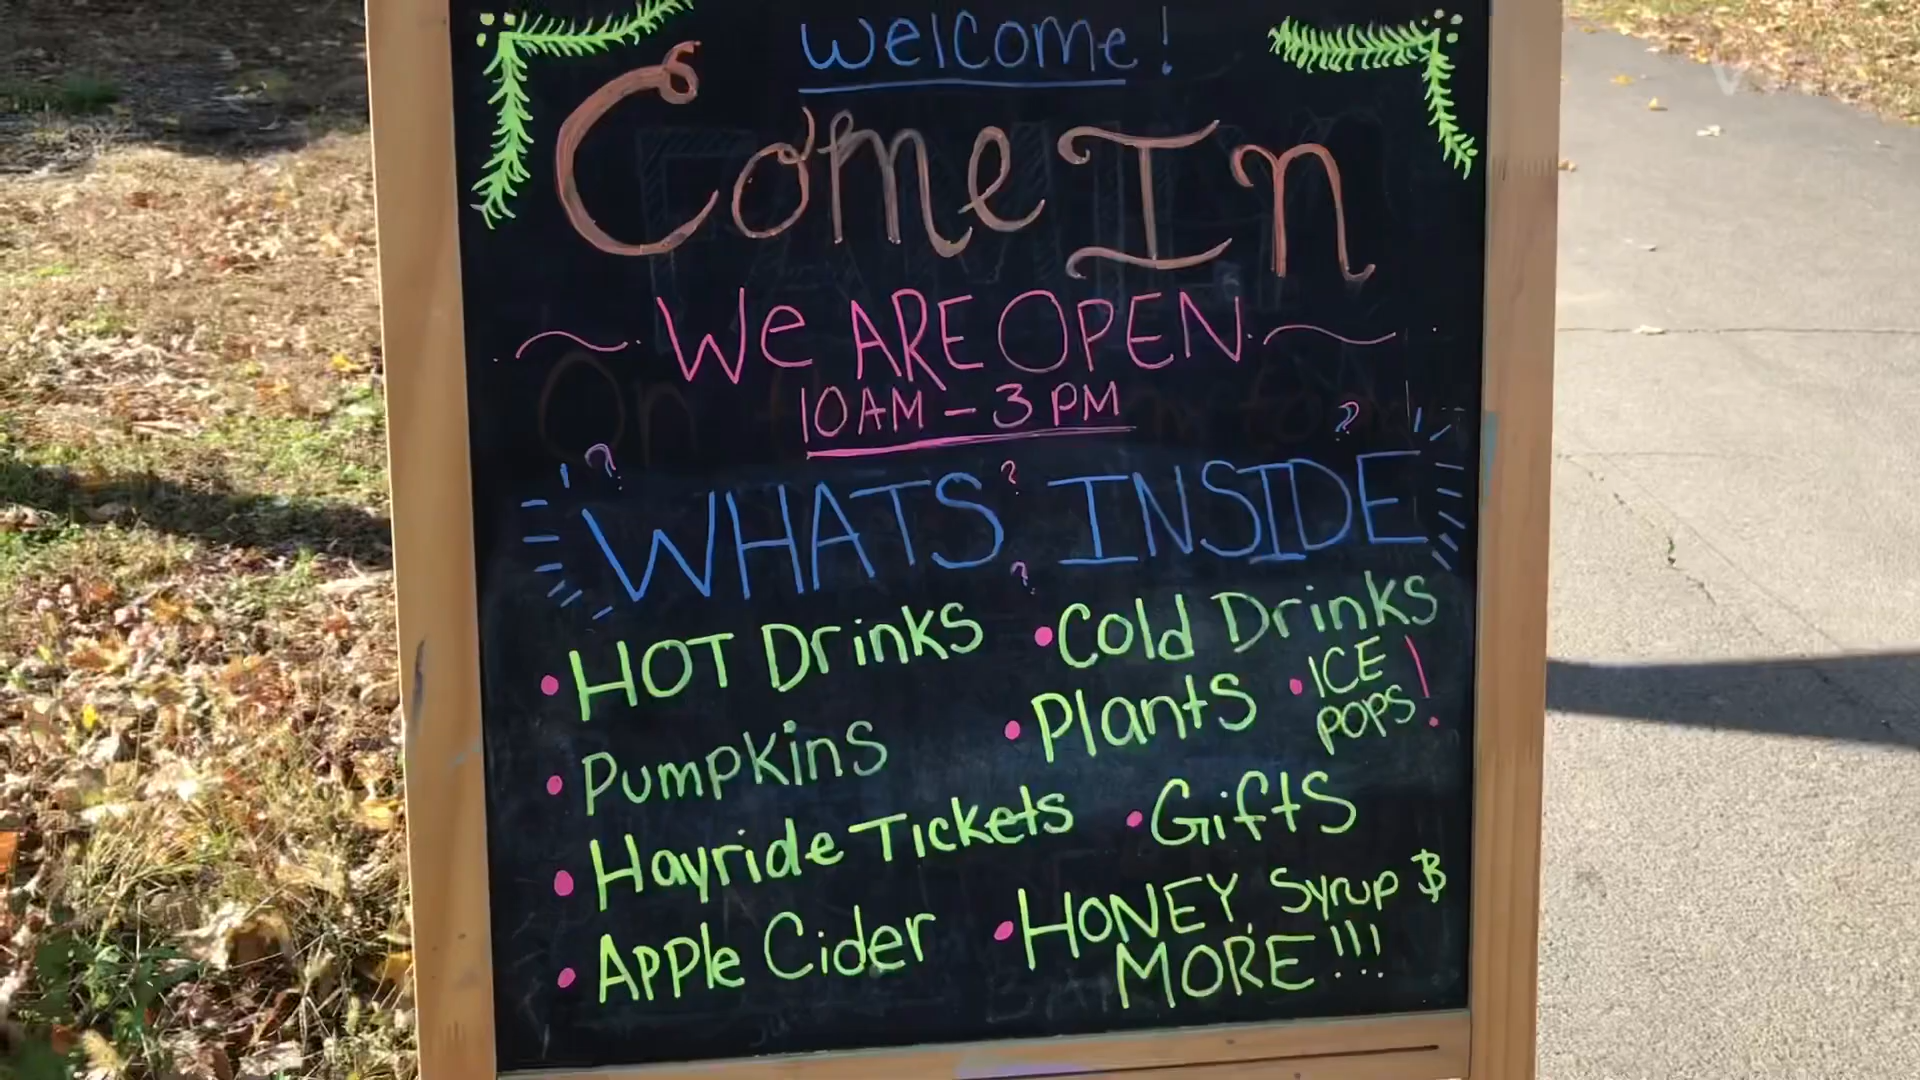 welcome!
Come In
We ARE OPEN
10AM - 3 PM
? ?
WHATS ? INSIDE
?
• HOT Drinks
• Cold Drinks
• Pumpkins
• Plants
• ICE
POPS!
• Hayride Tickets
• Gifts
• Apple Cider
• HONEY, Syrup &
MORE!!!